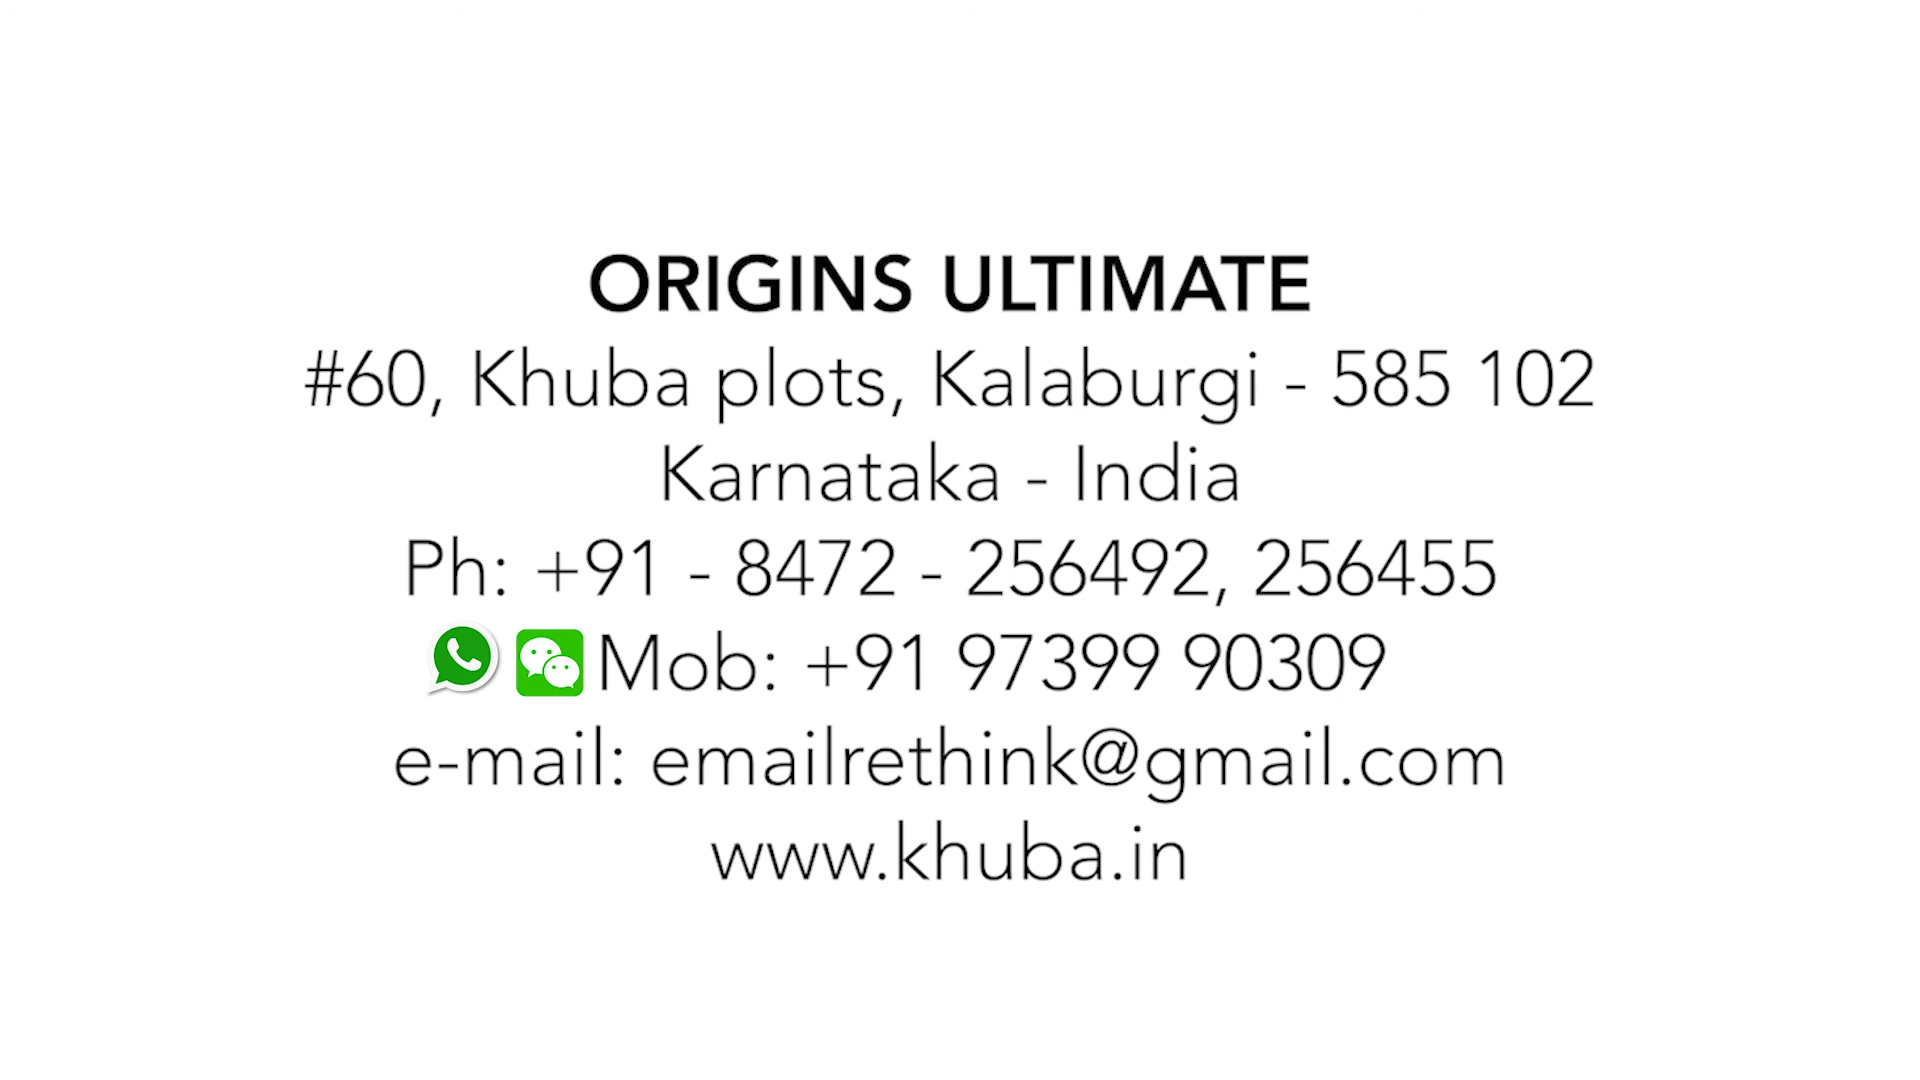 ORIGINS ULTIMATE
#60, Khuba plots, Kalaburgi - 585 102
Karnataka - India
Ph: +91 - 8472 - 256492, 256455
Mob: +91 97399 90309
e-mail: emailrethink@gmail.com
www.khuba.in